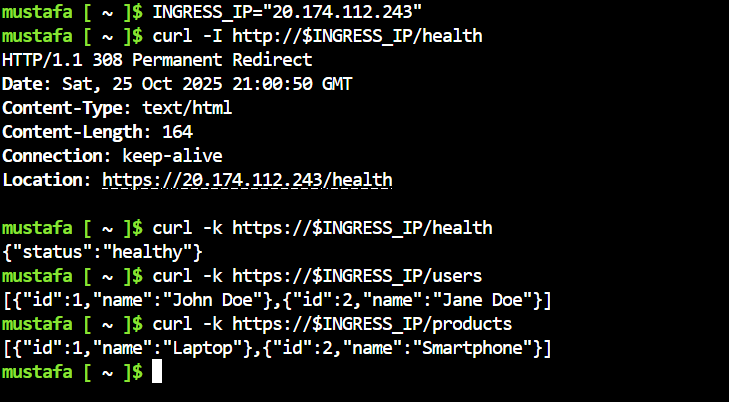 mustafa [ ~ ]$ INGRESS_IP="20.174.112.243"
mustafa [ ~ ]$ curl -I http://$INGRESS_IP/health
HTTP/1.1 308 Permanent Redirect
Date: Sat, 25 Oct 2025 21:00:50 GMT
Content-Type: text/html
Content-Length: 164
Connection: keep-alive
Location: https://20.174.112.243/health
mustafa [ ~ ]$ curl -k https://$INGRESS_IP/health
{"status":"healthy"}
mustafa [ ~ ]$ curl -k https://$INGRESS_IP/users
[{"id":1,"name":"John Doe"},{"id":2,"name":"Jane Doe"}]
mustafa [ ~ ]$ curl -k https://$INGRESS_IP/products
[{"id":1,"name":"Laptop"},{"id":2,"name":"Smartphone"}]
mustafa [ ~ ]$